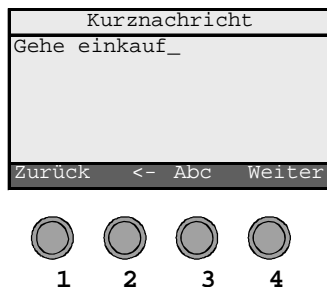 Kurznachricht
Gehe einkauf_
Zurück <- Abc Weiter
1 2 3 4